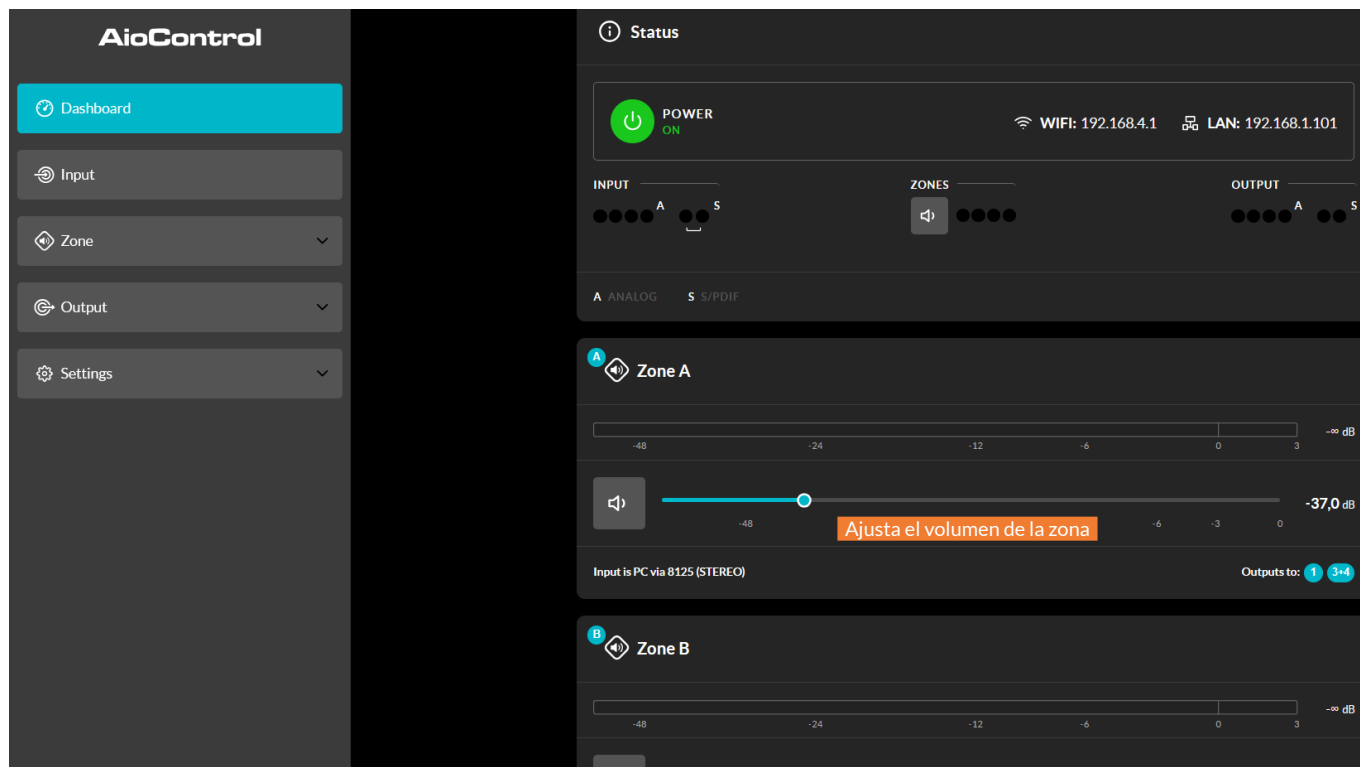 AioControl
Dashboard
Input
Zone
Output
Settings
Status
POWER
ON
WIFI: 192.168.4.1 LAN: 192.168.1.101
INPUT ZONES OUTPUT
A S A S
A ANALOG S S/PDIF
A Zone A
-∞ dB
-48 -24 -12 -6 0 3
-37,0 dB
-48 Ajusta el volumen de la zona -6 -3 0
Input is PC via 8125 (STEREO) Outputs to: 1 3+4
B Zone B
-∞ dB
-48 -24 -12 -6 0 3